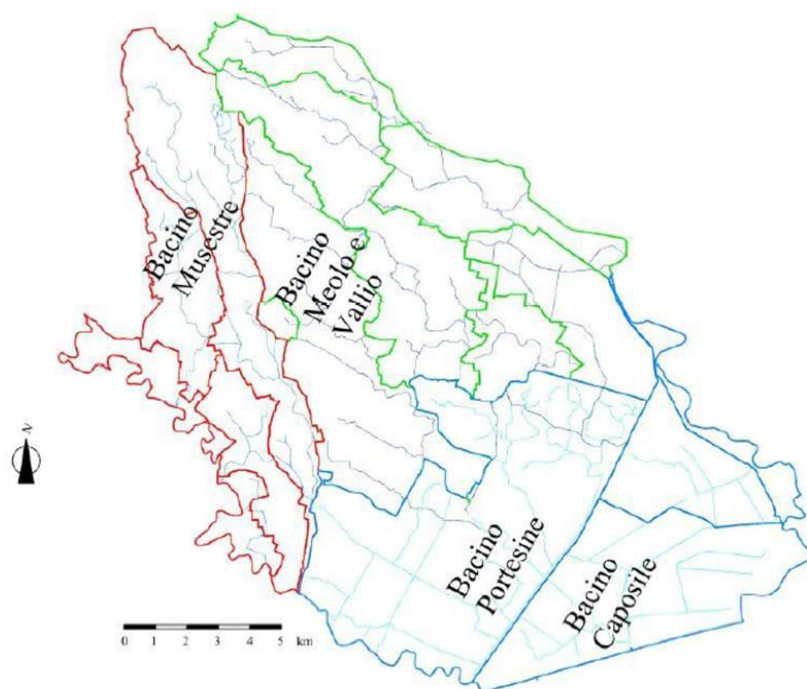 Bacino
Musestre
Bacino
Meolo e
Vallio
N
Bacino
Portesine
Bacino
Caposile
0 1 2 3 4 5 km